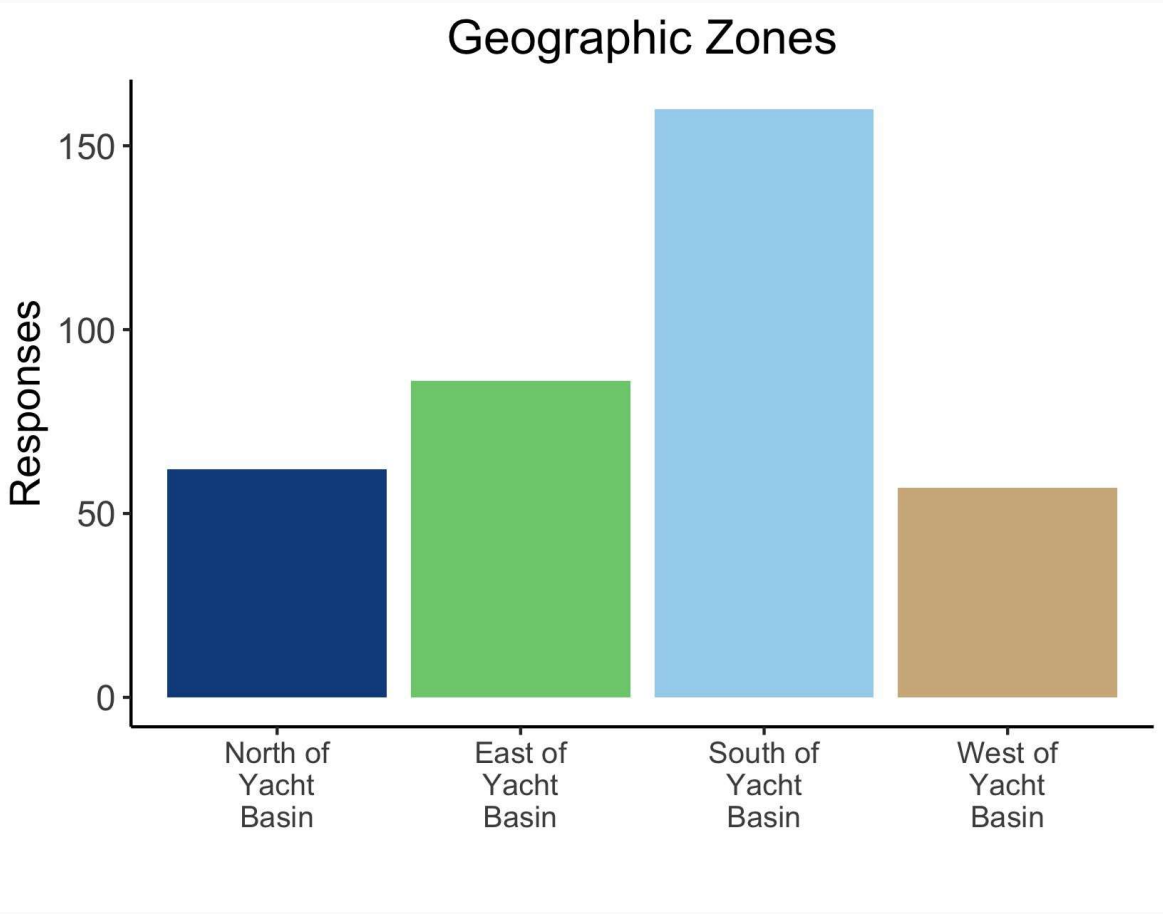 Geographic Zones
Responses
150
100
50
0
North of
Yacht
Basin
East of
Yacht
Basin
South of
Yacht
Basin
West of
Yacht
Basin